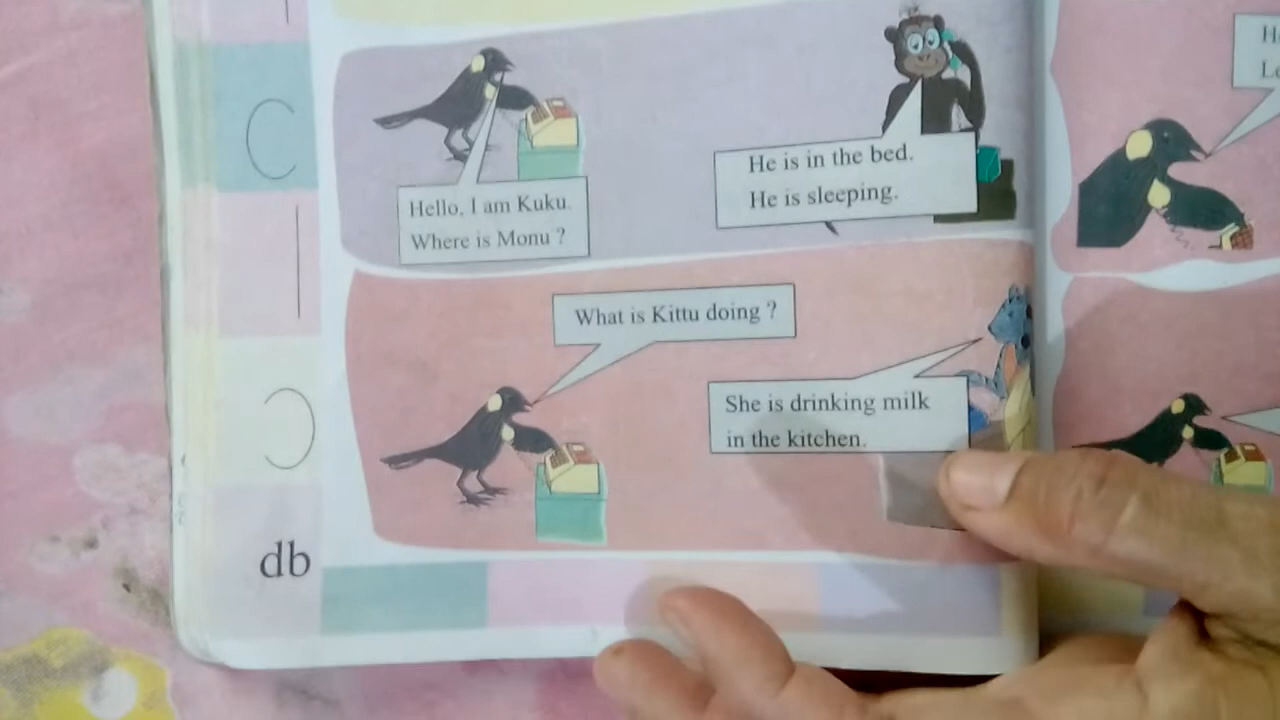 Hello, I am Kuku.
Where is Monu ?
He is in the bed.
He is sleeping.
What is Kittu doing ?
She is drinking milk
in the kitchen.
db